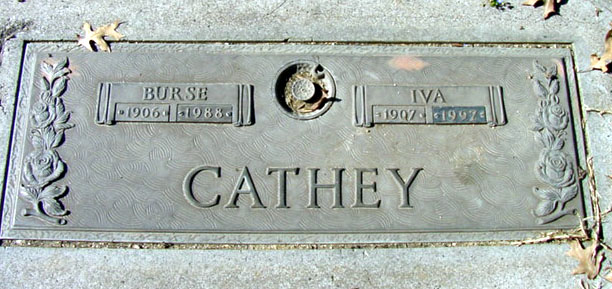 BURSE
1906 1988
IVA
1907 1997
CATHEY